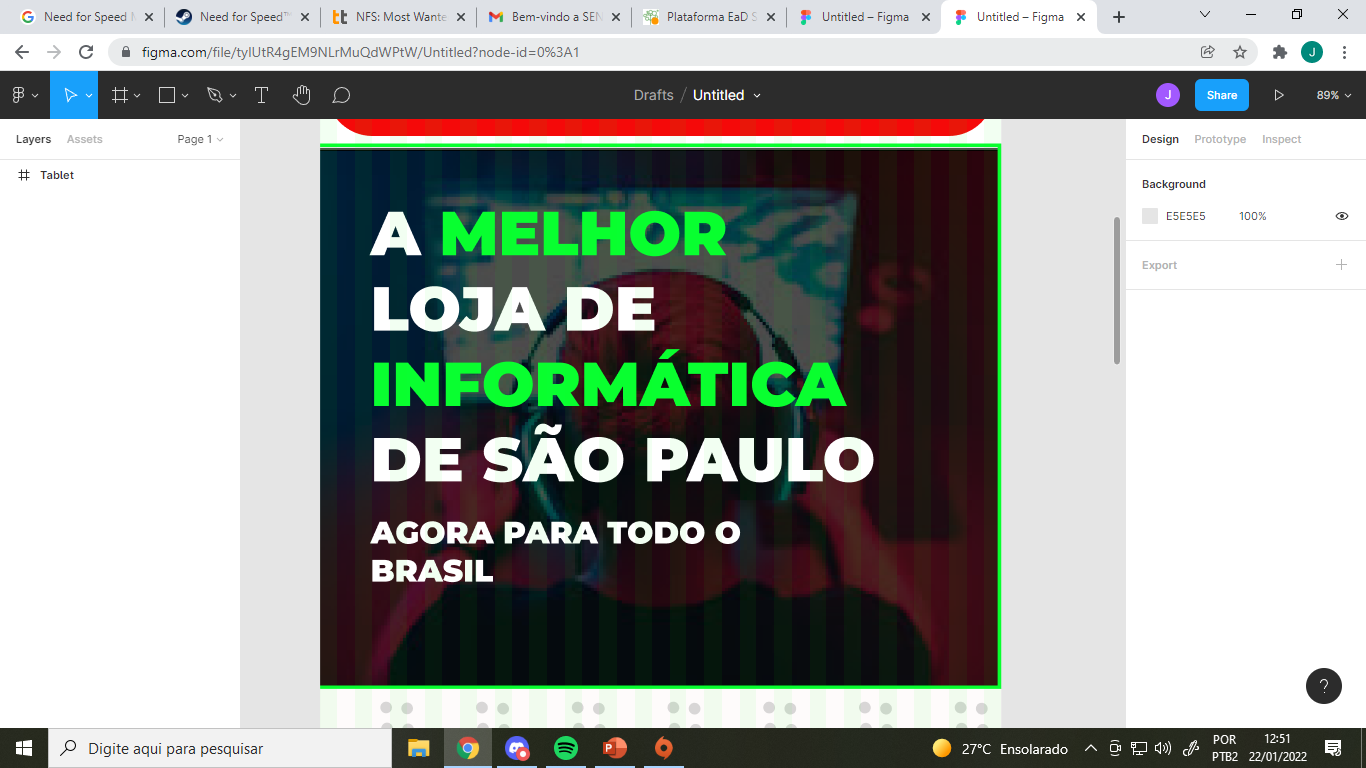 Need for Speed M
Need for Speed™
NFS: Most Wante
Bem-vindo a SEN
Plataforma EaD S
Untitled – Figma
Untitled – Figma
figma.com/file/tylUtR4gEM9NLrMuQdWPtW/Untitled?node-id=0%3A1
J
Drafts / Untitled
J
Share
89%
Layers
Assets
Page 1
Design
Prototype
Inspect
Tablet
Background
E5E5E5
100%
Export
A MELHOR
LOJA DE
INFORMÁTICA
DE SÃO PAULO
AGORA PARA TODO O
BRASIL
?
Digite aqui para pesquisar
27°C Ensolarado
POR
PTB2
12:51
22/01/2022